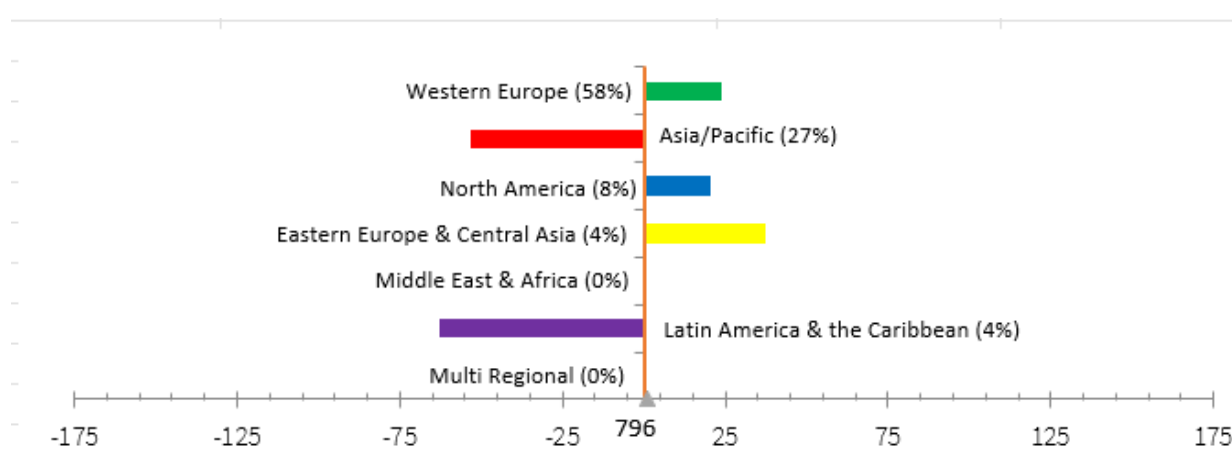 Western Europe (58%)
Asia/Pacific (27%)
North America (8%)
Eastern Europe & Central Asia (4%)
Middle East & Africa (0%)
Latin America & the Caribbean (4%)
Multi Regional (0%)
-175 -125 -75 -25 796 25 75 125 175